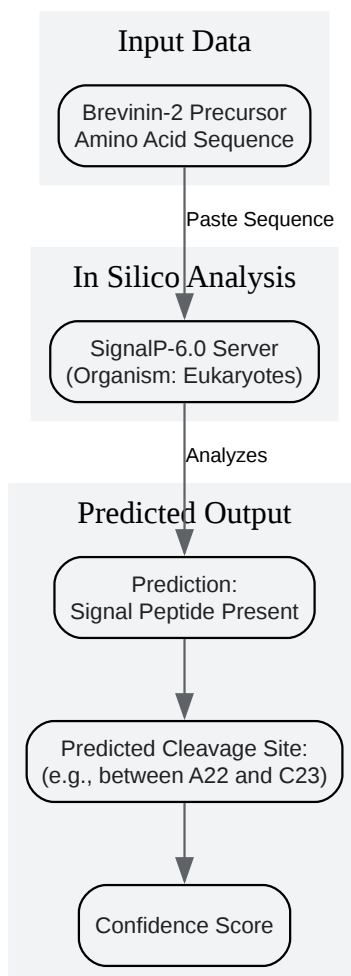 Input Data
Brevinin-2 Precursor
Amino Acid Sequence
Paste Sequence
In Silico Analysis
SignalP-6.0 Server
(Organism: Eukaryotes)
Analyzes
Predicted Output
Prediction:
Signal Peptide Present
Predicted Cleavage Site:
(e.g., between A22 and C23)
Confidence Score